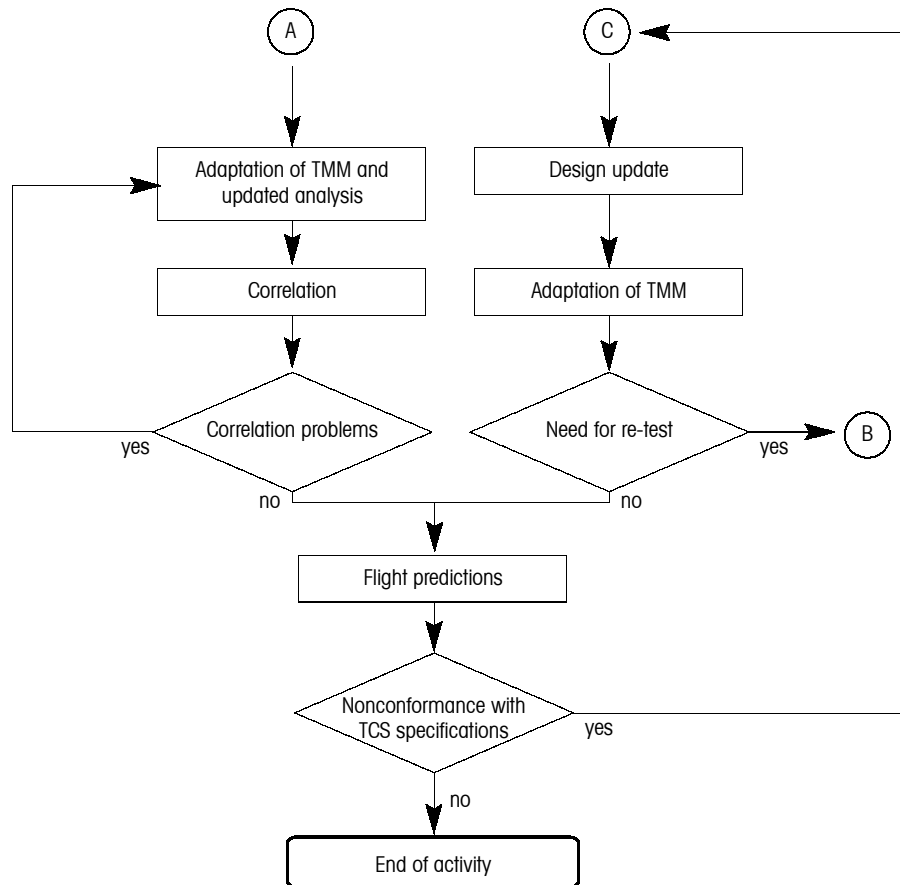 A
C
Adaptation of TMM and
updated analysis
Design update
Correlation
Adaptation of TMM
Correlation problems
Need for re-test
B
yes
yes
no
no
Flight predictions
Nonconformance with
TCS specifications
yes
no
End of activity